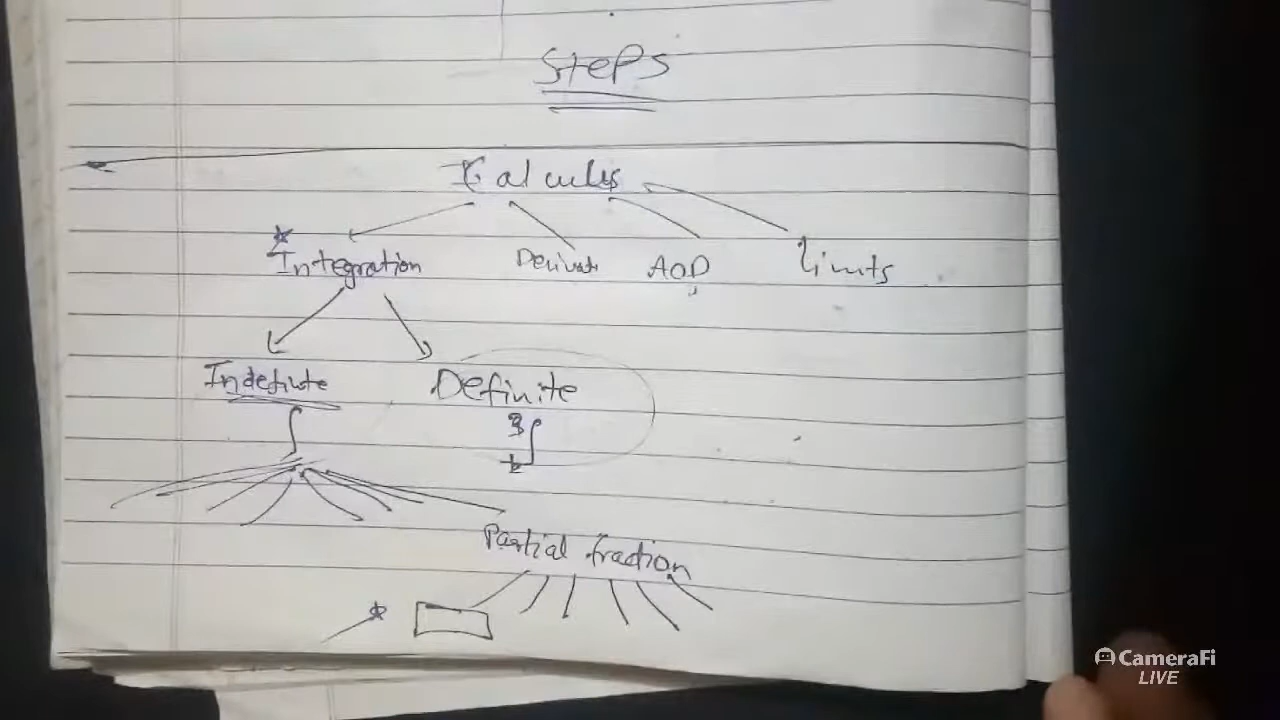 Steps
Calculus
Integration Derivati AOD limits
Indefinite Definite
∫ ∫
Partial fraction
CameraFi
LIVE